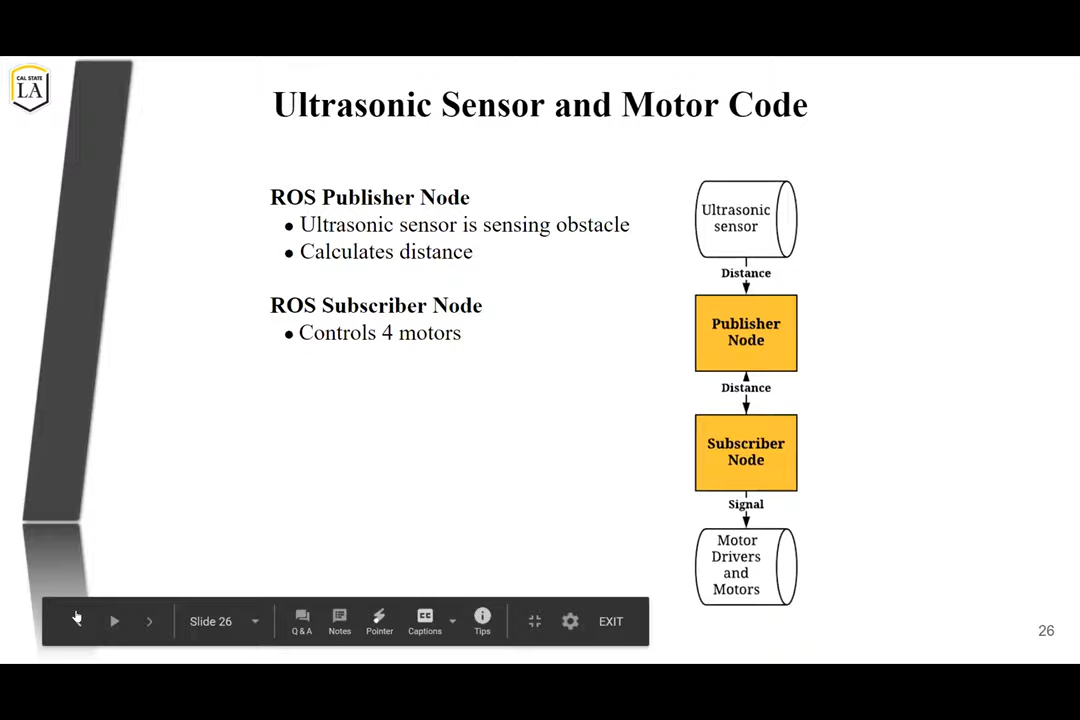 CAL STATE
LA
Ultrasonic Sensor and Motor Code
ROS Publisher Node
● Ultrasonic sensor is sensing obstacle
● Calculates distance
ROS Subscriber Node
● Controls 4 motors
Ultrasonic
sensor
Distance
Publisher
Node
Distance
Subscriber
Node
Signal
Motor
Drivers
and
Motors
Slide 26
Q & A
Notes
Pointer
CC
Captions
Tips
EXIT
26